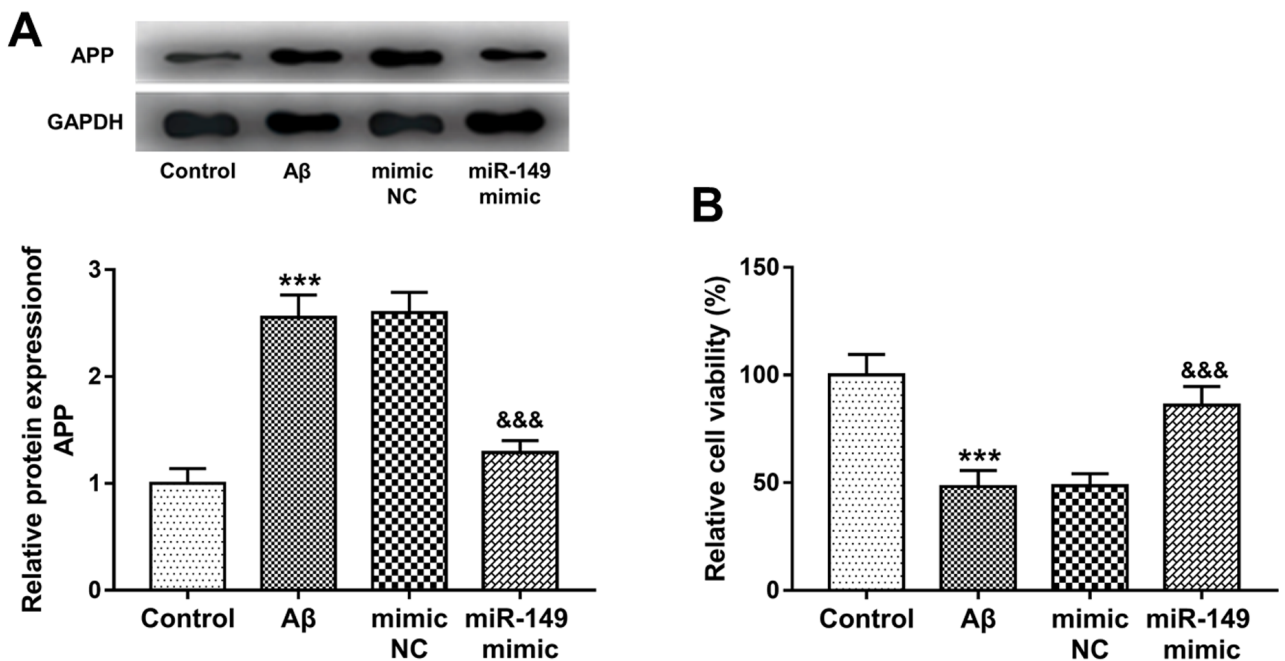 A
APP
GAPDH
Control Aβ mimic NC miR-149 mimic
Relative protein expressionof
APP
3
2
1
0
***
&&&
Control Aβ mimic NC miR-149 mimic
B
Relative cell viability (%)
150
100
50
0
***
&&&
Control Aβ mimic NC miR-149 mimic